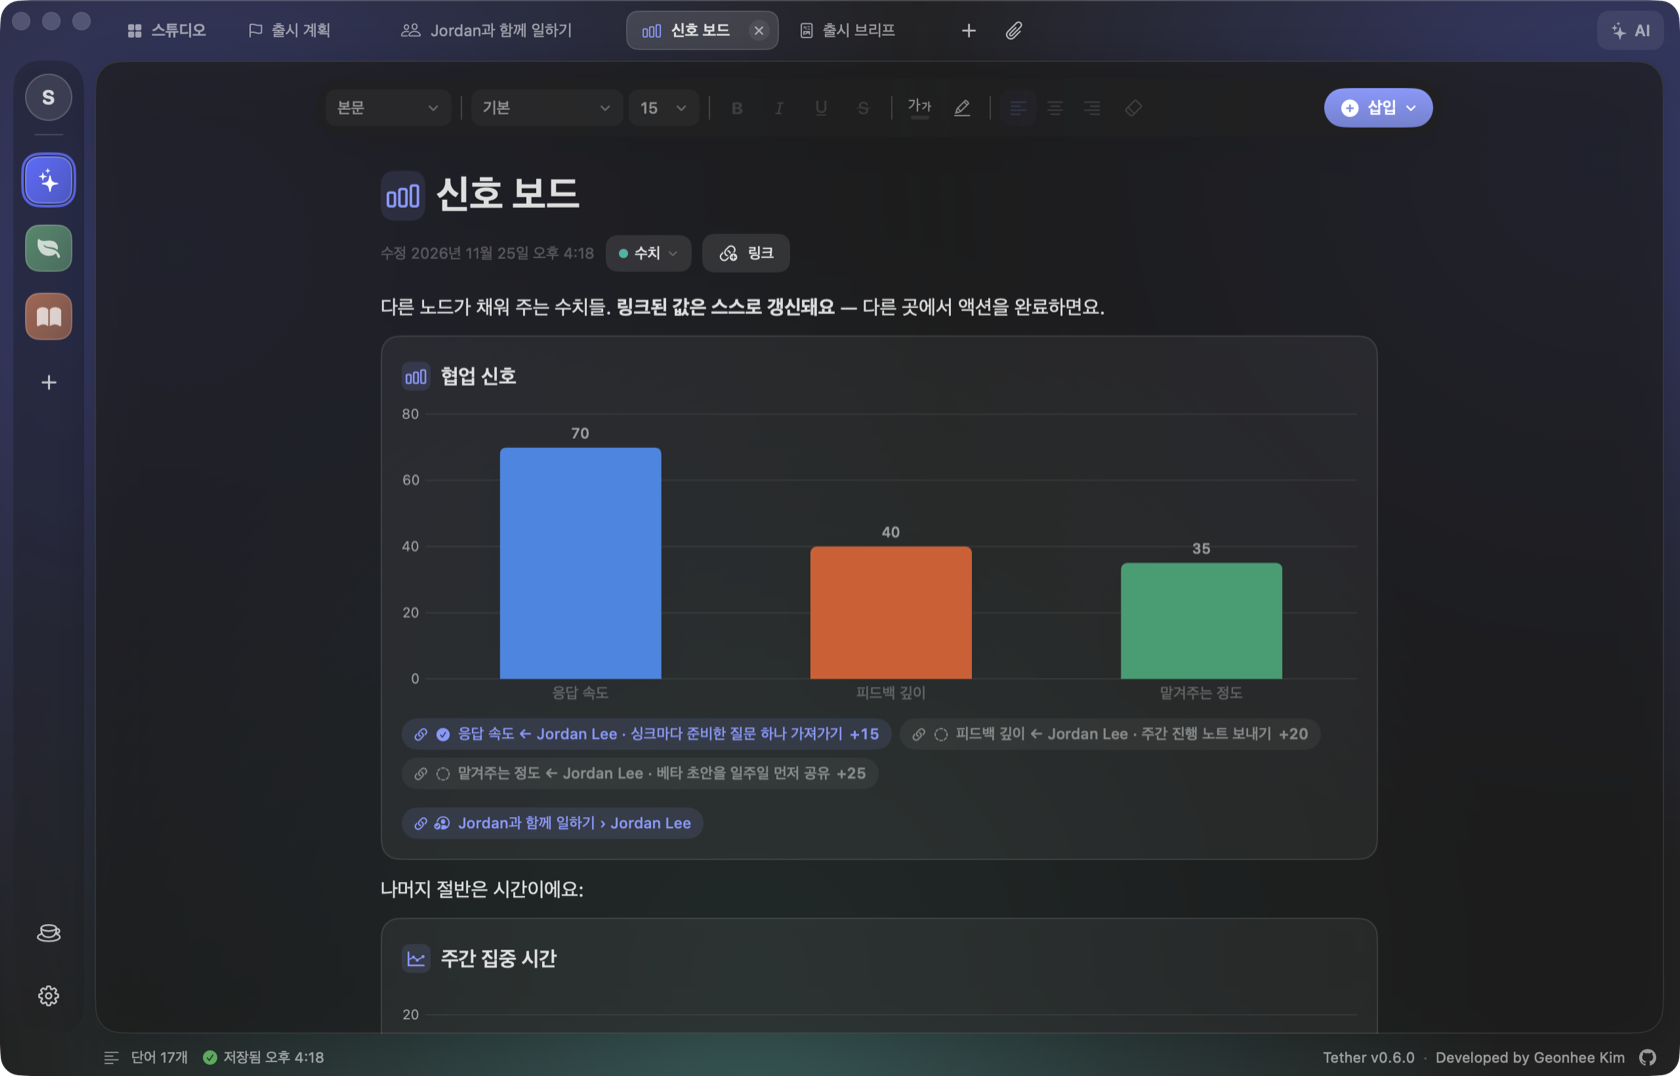 스튜디오
출시 계획
Jordan과 함께 일하기
신호 보드
출시 브리프
AI
S
본문
기본
15
B I U S
가가
삽입
신호 보드
수정 2026년 11월 25일 오후 4:18
수치
링크
다른 노드가 채워 주는 수치들. 링크된 값은 스스로 갱신돼요 — 다른 곳에서 액션을 완료하면요.
협업 신호
80
60
40
20
0
70
40
35
응답 속도
피드백 깊이
맡겨주는 정도
응답 속도 ← Jordan Lee · 싱크마다 준비한 질문 하나 가져가기 +15
피드백 깊이 ← Jordan Lee · 주간 진행 노트 보내기 +20
맡겨주는 정도 ← Jordan Lee · 베타 초안을 일주일 먼저 공유 +25
Jordan과 함께 일하기 › Jordan Lee
나머지 절반은 시간이에요:
주간 집중 시간
20
단어 17개
저장됨 오후 4:18
Tether v0.6.0 · Developed by Geonhee Kim